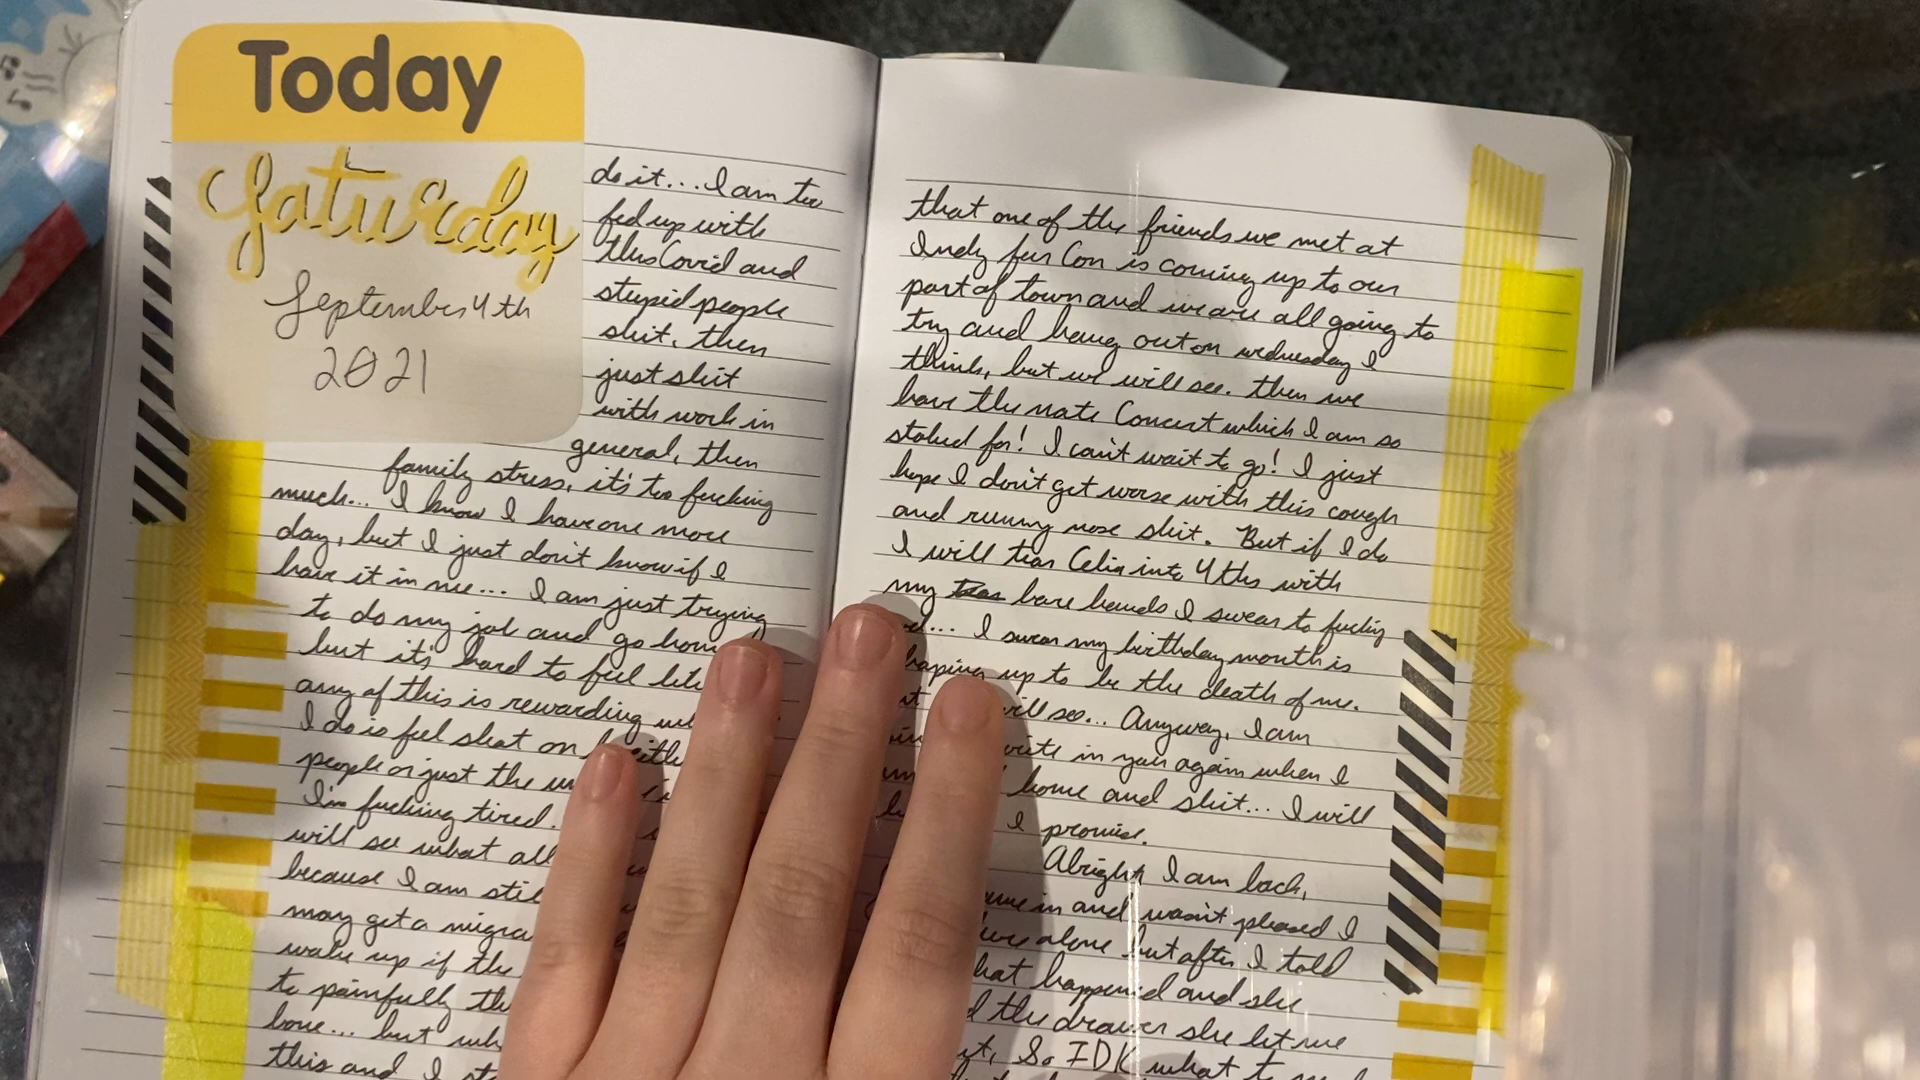 Today
Saturday
September 4th
2021
do it... I am too
fed up with
this Covid and
stupid people
shit, then
just shit
with work in
general, then
family stress, it's too fucking
much... I know I have one more
day, but I just don't know if I
have it in me... I am just trying
to do my job and go hom
but it's hard to feel like
any of this is rewarding
I do is feel shat on
people or just the
I'm fucking tired.
will see what all
because I am stil
may get a migra
wake up if the
to painfully
bone... but wh
this and I
that one of the friends we met at
Indy fur Con is coming up to our
part of town and we are all going to
try and hang out on wednesday I
think, but we will see. then we
have the nate Concert which I am so
stoked for! I can't wait to go! I just
hope I don't get worse with this cough
and runny nose shit. But if I do
I will tear Celia into 4ths with
my bare hands I swear to fucking
... I swear my birthday month is
haping up to be the death of me.
will see... Anyway, I am
write in you again when I
home and shit... I will
I promise.
Alright I am back,
ame in and wasn't pleased I
alone but after I told
hat happened and she
d the drawer she let me
So IDK what to